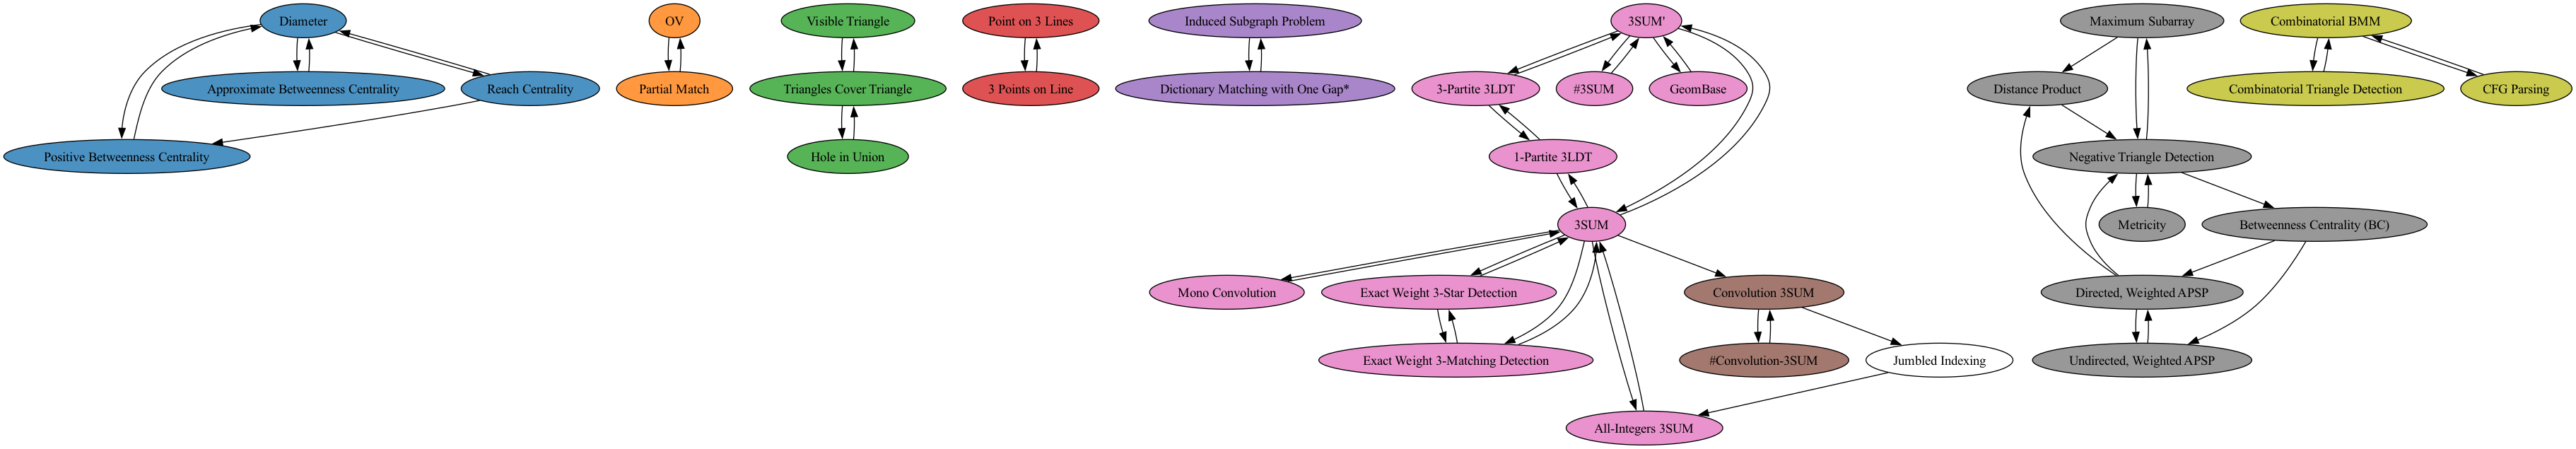 Diameter
OV
Visible Triangle
Point on 3 Lines
Induced Subgraph Problem
3SUM'
Maximum Subarray
Combinatorial BMM
Approximate Betweenness Centrality
Reach Centrality
Partial Match
Triangles Cover Triangle
3 Points on Line
Dictionary Matching with One Gap*
3-Partite 3LDT
#3SUM
GeomBase
Distance Product
Combinatorial Triangle Detection
CFG Parsing
Positive Betweenness Centrality
Hole in Union
1-Partite 3LDT
Negative Triangle Detection
3SUM
Metricity
Betweenness Centrality (BC)
Mono Convolution
Exact Weight 3-Star Detection
Convolution 3SUM
Directed, Weighted APSP
Exact Weight 3-Matching Detection
#Convolution-3SUM
Jumbled Indexing
Undirected, Weighted APSP
All-Integers 3SUM